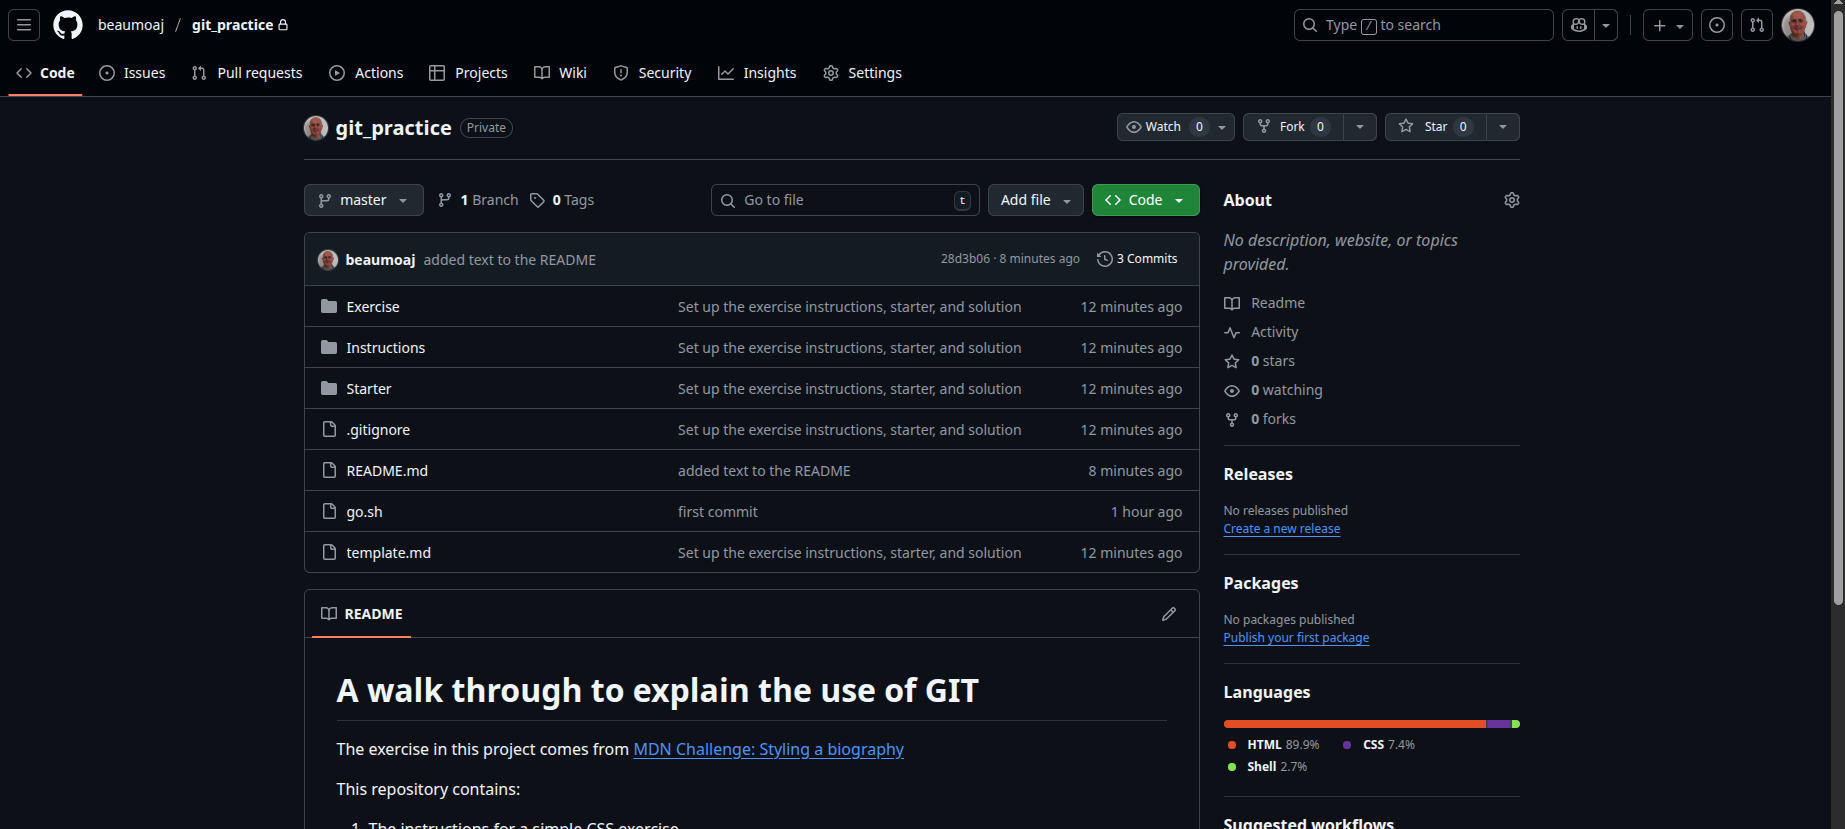 beaumoaj / git_practice
Type / to search
Code Issues Pull requests Actions Projects Wiki Security Insights Settings
git_practice Private
Watch 0 Fork 0 Star 0
master 1 Branch 0 Tags
Go to file t Add file Code
beaumoaj added text to the README 28d3b06 · 8 minutes ago 3 Commits
Exercise Set up the exercise instructions, starter, and solution 12 minutes ago
Instructions Set up the exercise instructions, starter, and solution 12 minutes ago
Starter Set up the exercise instructions, starter, and solution 12 minutes ago
.gitignore Set up the exercise instructions, starter, and solution 12 minutes ago
README.md added text to the README 8 minutes ago
go.sh first commit 1 hour ago
template.md Set up the exercise instructions, starter, and solution 12 minutes ago
README
A walk through to explain the use of GIT
The exercise in this project comes from MDN Challenge: Styling a biography
This repository contains:
1. The instructions for a simple CSS exercise
About
No description, website, or topics
provided.
Readme
Activity
0 stars
0 watching
0 forks
Releases
No releases published
Create a new release
Packages
No packages published
Publish your first package
Languages
HTML 89.9% CSS 7.4%
Shell 2.7%
Suggested workflows